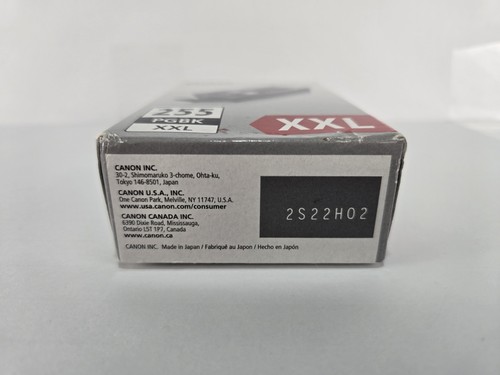 255
PGBK
XXL
XXL
CANON INC.
30-2, Shimomaruko 3-chome, Ohta-ku,
Tokyo 146-8501, Japan
CANON U.S.A., INC.
One Canon Park, Melville, NY 11747, U.S.A.
www.usa.canon.com/consumer
CANON CANADA INC.
6390 Dixie Road, Mississauga,
Ontario L5T 1P7, Canada
www.canon.ca
CANON INC. Made in Japan / Fabriqué au Japon / Hecho en Japón
2S22H02